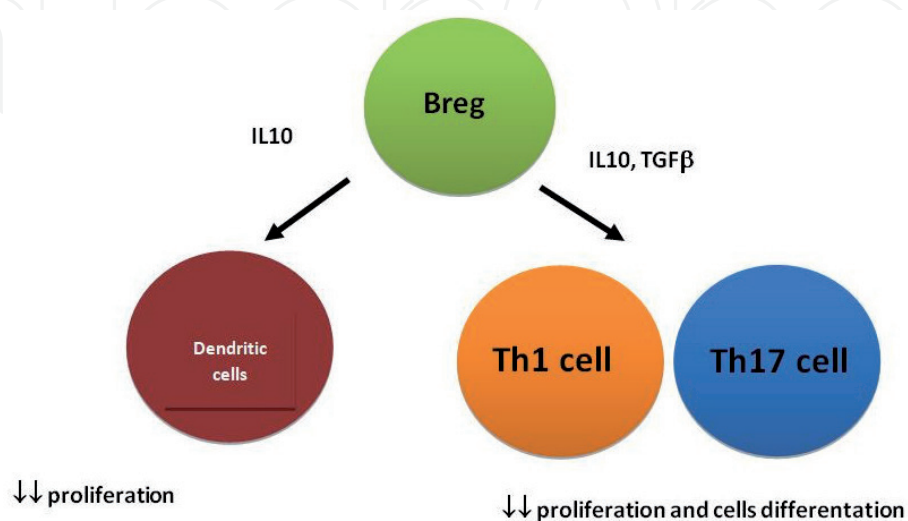 Breg
IL10
IL10, TGFβ
Dendritic
cells
Th1 cell
Th17 cell
↓↓ proliferation
↓↓ proliferation and cells differentation